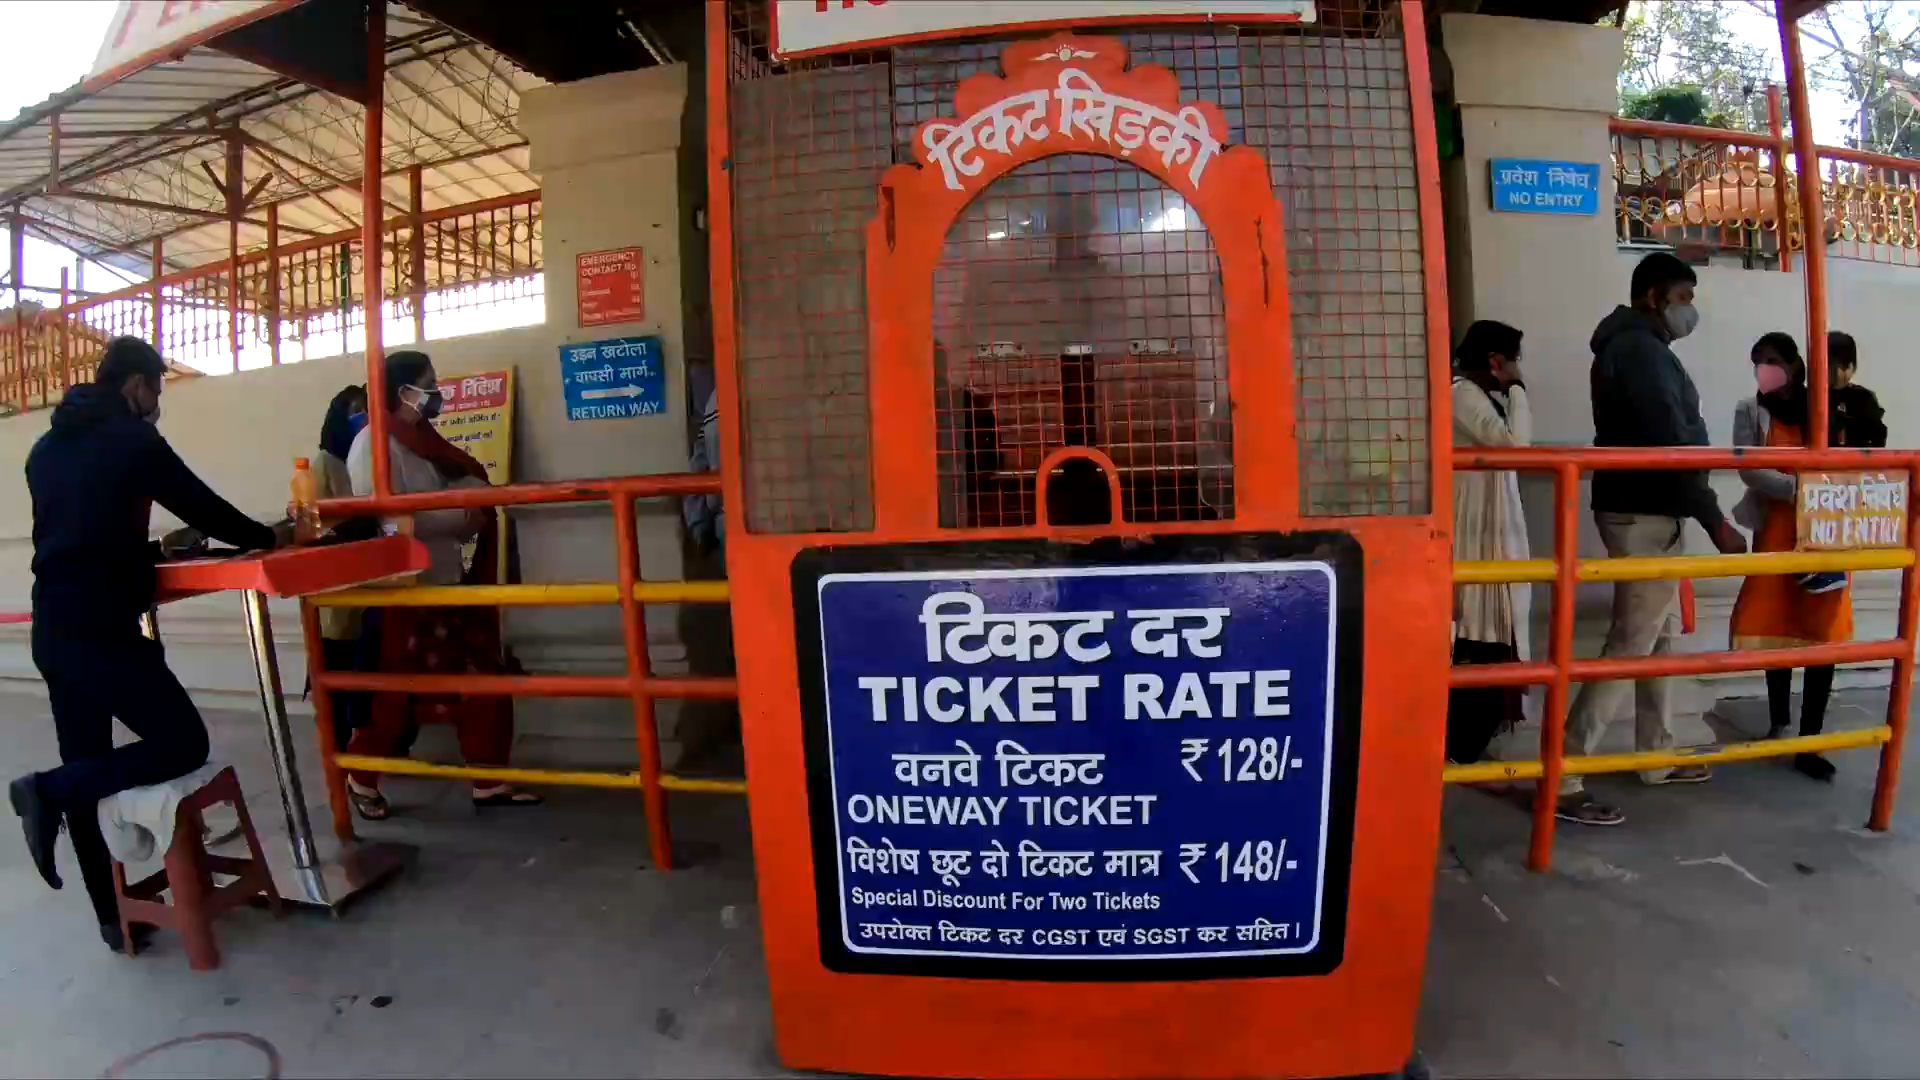 टिकट खिड़की
प्रवेश निषेध
NO ENTRY
EMERGENCY
CONTACT No
उड़न खटोला
वापसी मार्ग
RETURN WAY
प्रवेश निषेध
NO ENTRY
टिकट दर
TICKET RATE
वनवे टिकट ₹ 128/-
ONEWAY TICKET
विशेष छूट दो टिकट मात्र ₹ 148/-
Special Discount For Two Tickets
उपरोक्त टिकट दर CGST एवं SGST कर सहित।